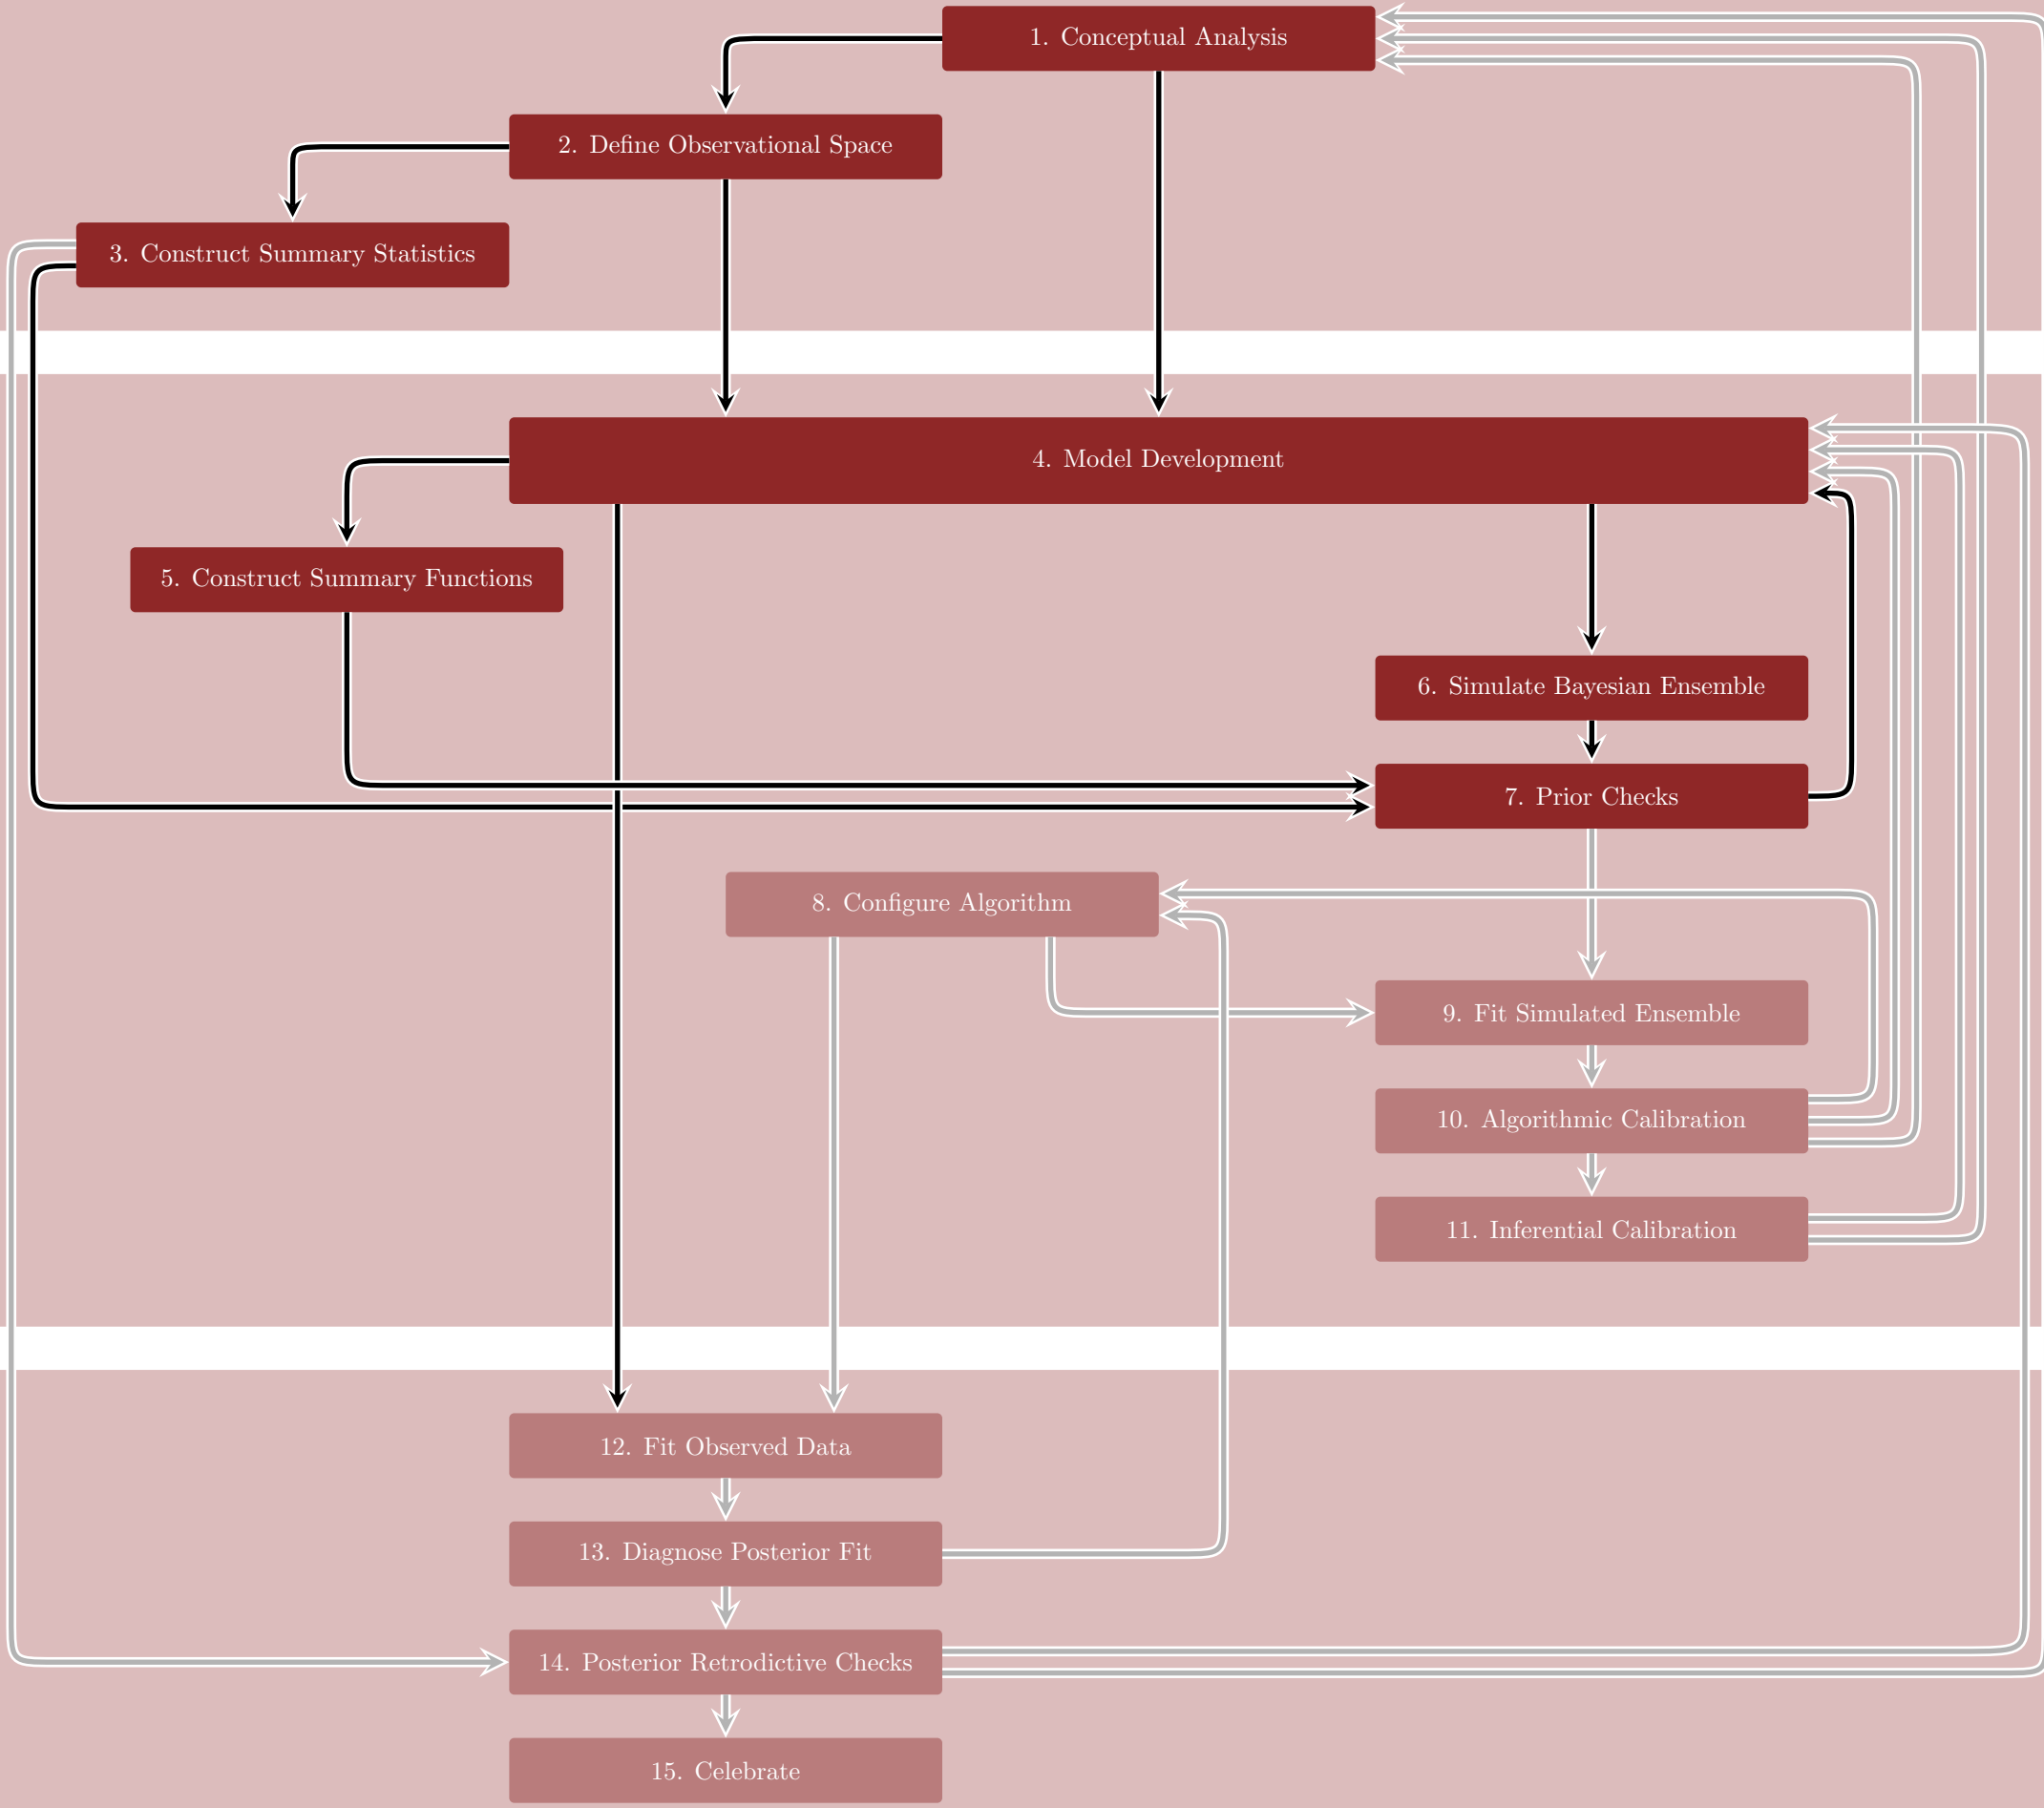 1. Conceptual Analysis
2. Define Observational Space
3. Construct Summary Statistics
4. Model Development
5. Construct Summary Functions
6. Simulate Bayesian Ensemble
7. Prior Checks
8. Configure Algorithm
9. Fit Simulated Ensemble
10. Algorithmic Calibration
11. Inferential Calibration
12. Fit Observed Data
13. Diagnose Posterior Fit
14. Posterior Retrodictive Checks
15. Celebrate